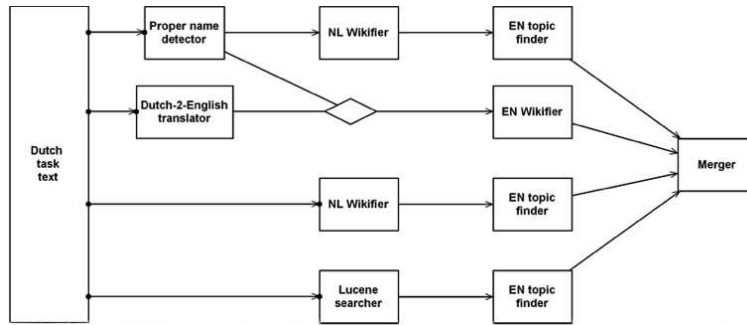 Proper name
detector
NL Wikifier
EN topic
finder
Dutch-2-English
translator
EN Wikifier
Dutch
task
text
Merger
NL Wikifier
EN topic
finder
Lucene
searcher
EN topic
finder